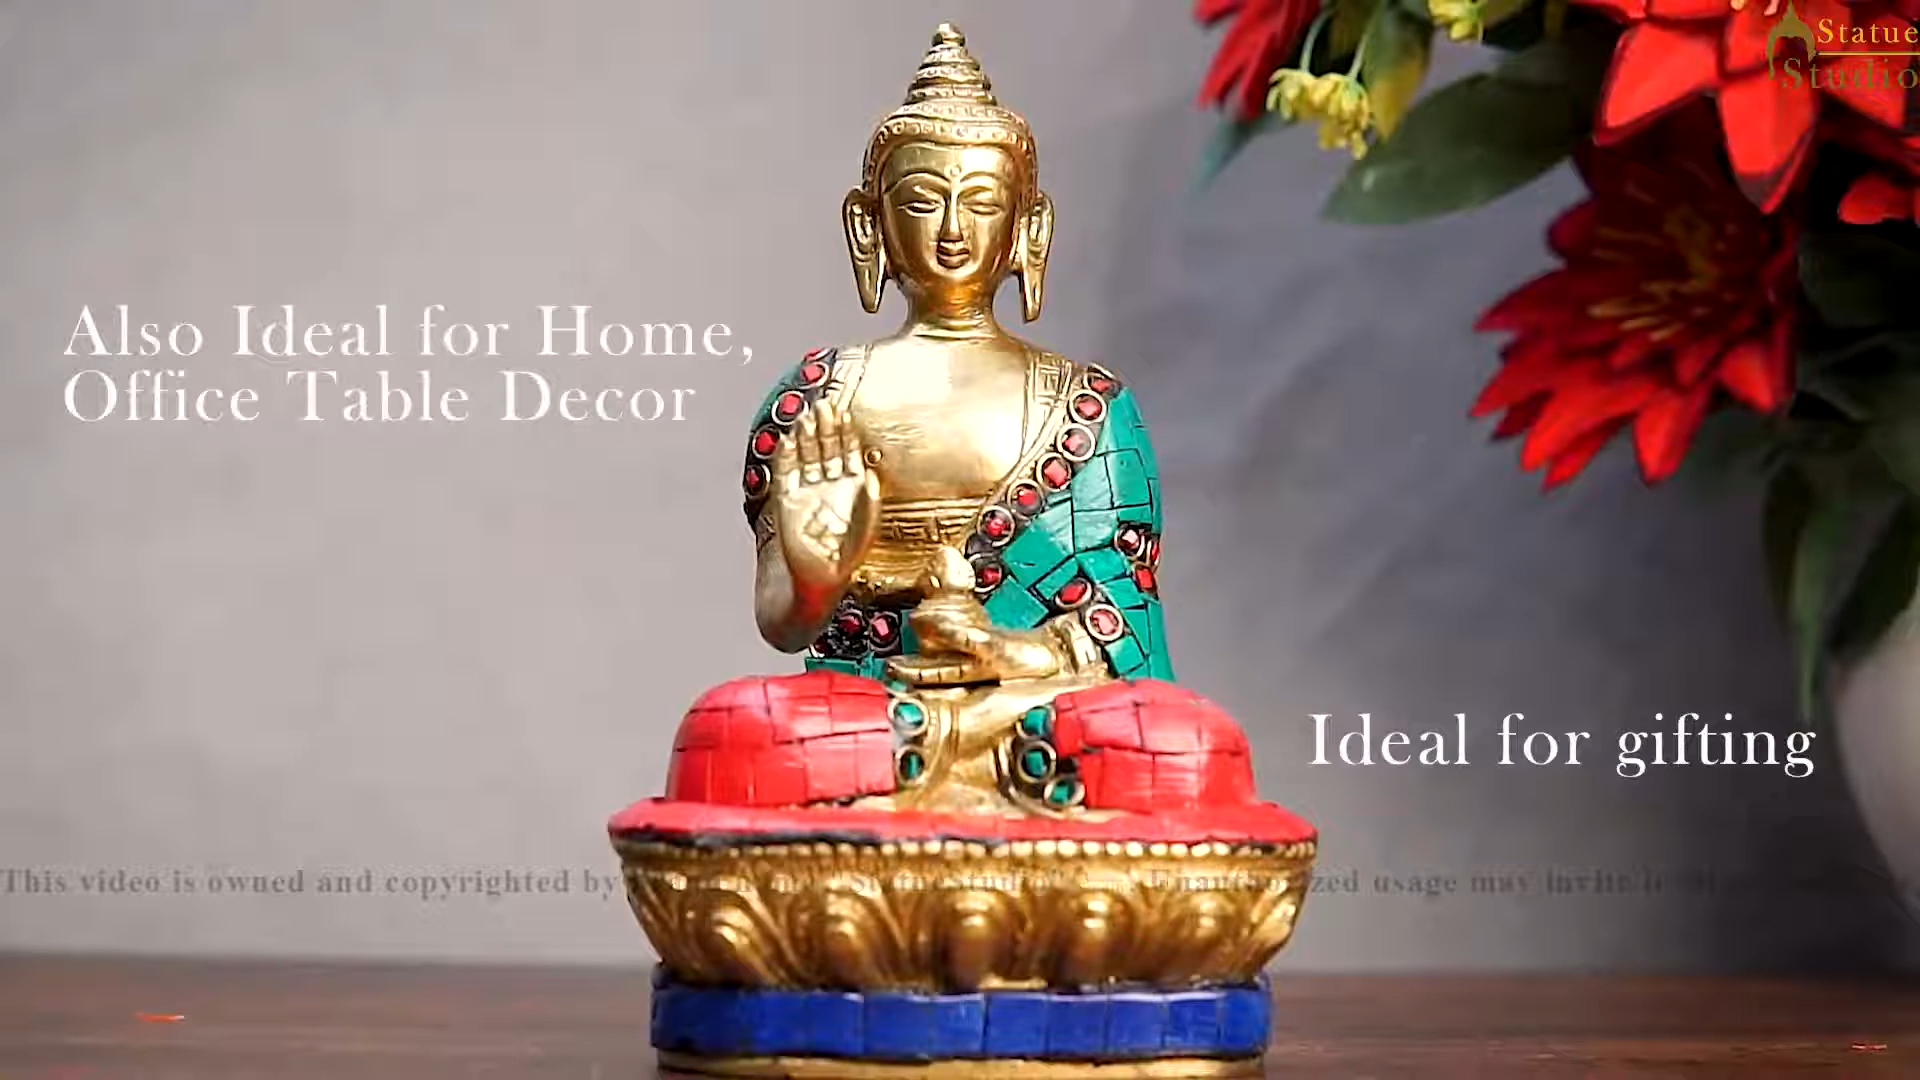 Statue
Studio
Also Ideal for Home,
Office Table Decor
Ideal for gifting
This video is owned and copyrighted by
usage may